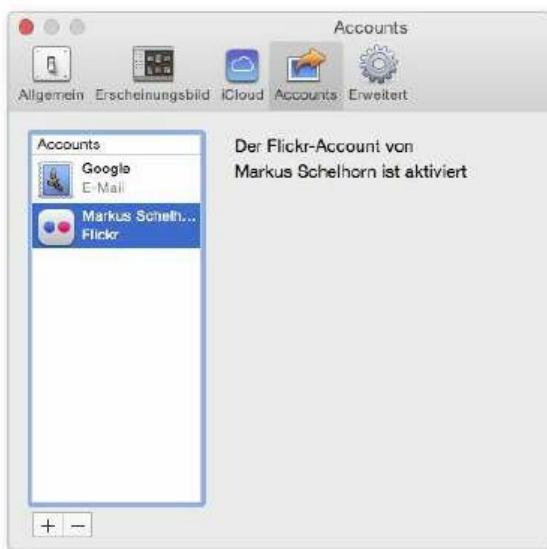 Accounts
Allgemein Erscheinungsbild iCloud Accounts Erweitert
Accounts
Google
E-Mail
Markus Schelh...
Flickr
Der Flickr-Account von
Markus Schelhorn ist aktiviert
+ −